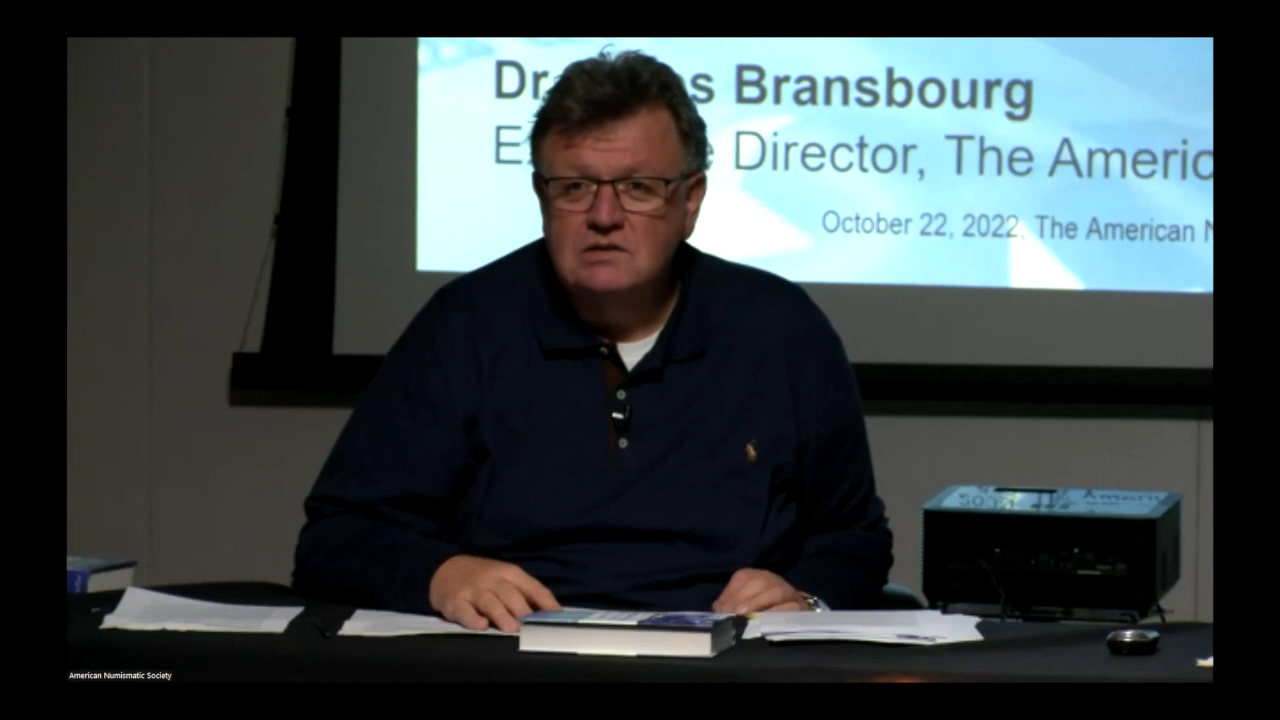 Dr s Bransbourg
E e Director, The Americ
October 22, 2022, The American N
American Numismatic Society